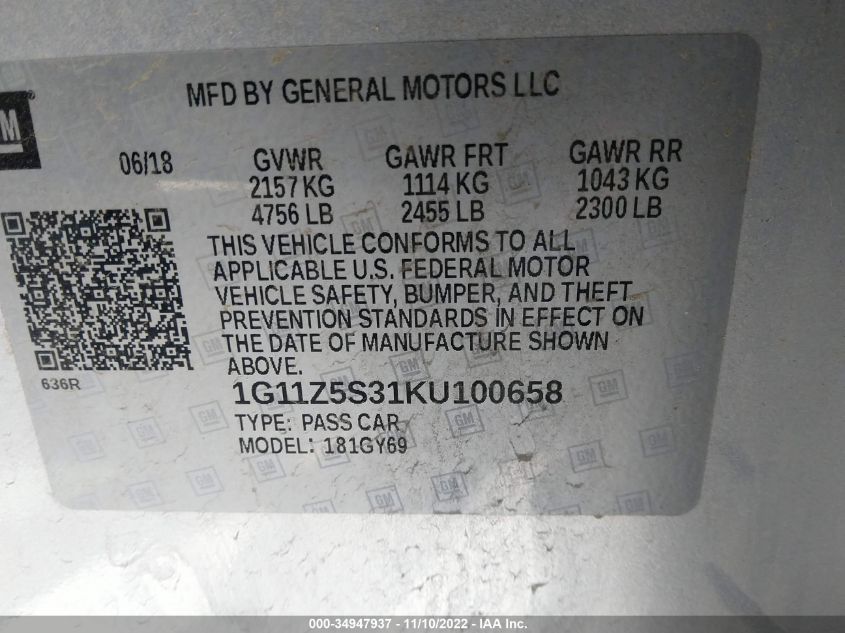 MFD BY GENERAL MOTORS LLC
GM
06/18 GVWR GAWR FRT GAWR RR
2157 KG 1114 KG 1043 KG
4756 LB 2455 LB 2300 LB
THIS VEHICLE CONFORMS TO ALL
APPLICABLE U.S. FEDERAL MOTOR
VEHICLE SAFETY, BUMPER, AND THEFT
PREVENTION STANDARDS IN EFFECT ON
THE DATE OF MANUFACTURE SHOWN
ABOVE.
636R
1G11Z5S31KU100658
TYPE: PASS CAR
MODEL: 181GY69
000-34947937 - 11/10/2022 - IAA Inc.